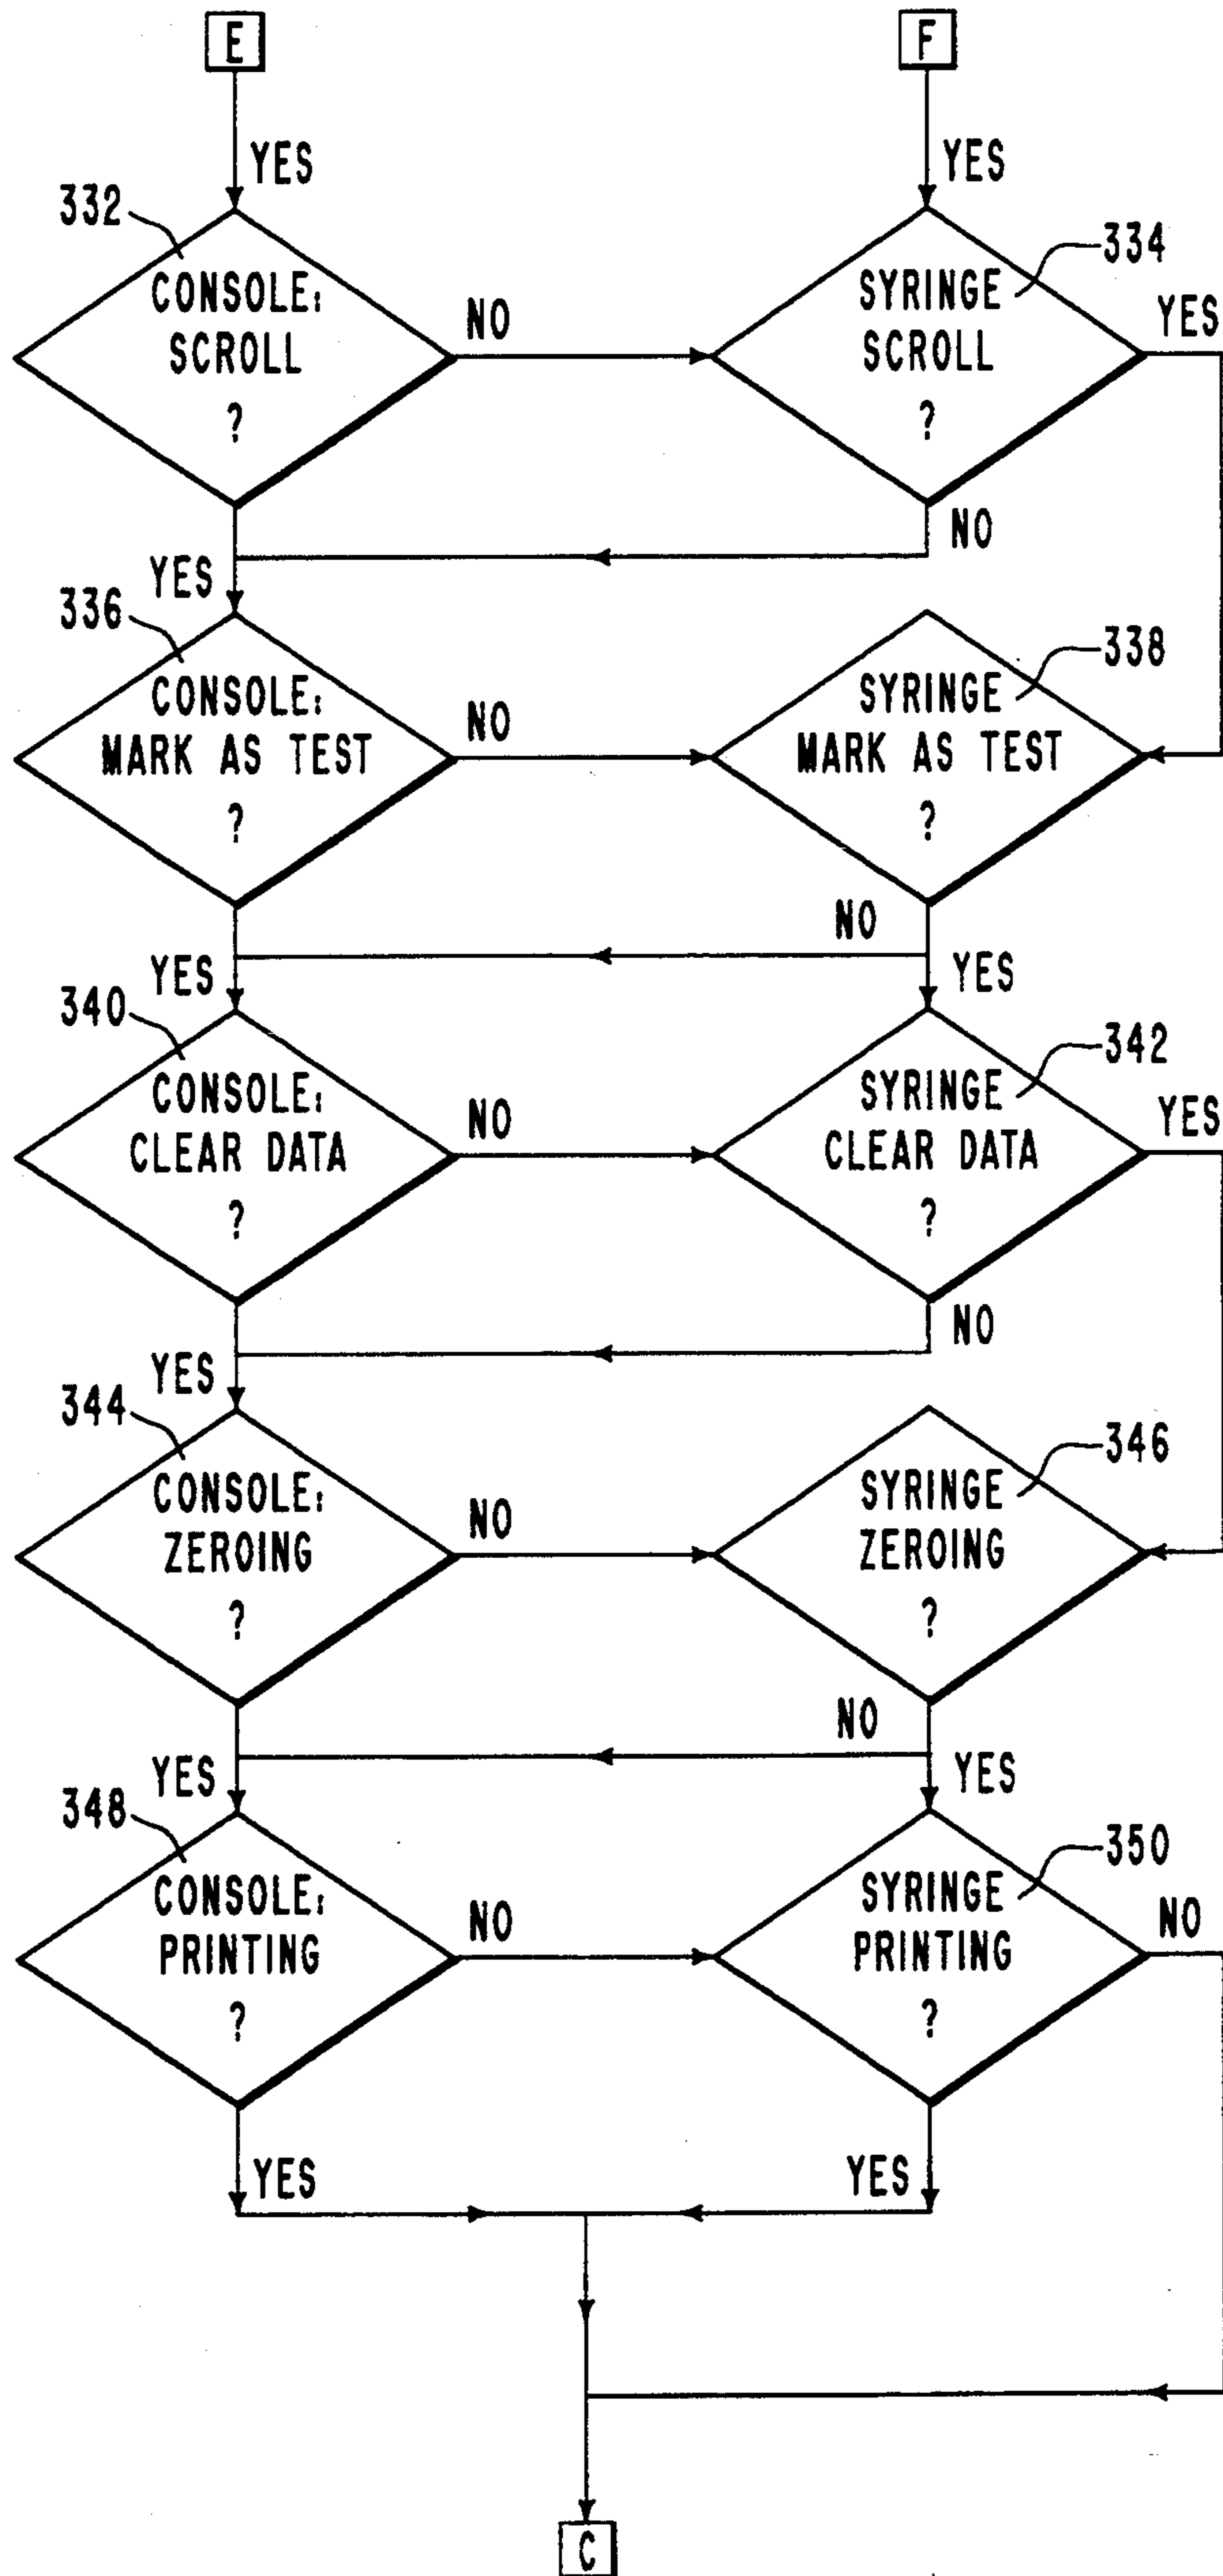 E
F
YES
YES
332
CONSOLE:
SCROLL
?
NO
334
SYRINGE
SCROLL
?
YES
NO
YES
336
CONSOLE:
MARK AS TEST
?
NO
338
SYRINGE
MARK AS TEST
?
NO
YES
YES
340
CONSOLE:
CLEAR DATA
?
NO
342
SYRINGE
CLEAR DATA
?
YES
NO
YES
344
CONSOLE:
ZEROING
?
NO
346
SYRINGE
ZEROING
?
NO
YES
YES
348
CONSOLE:
PRINTING
?
NO
350
SYRINGE
PRINTING
?
NO
YES
YES
C